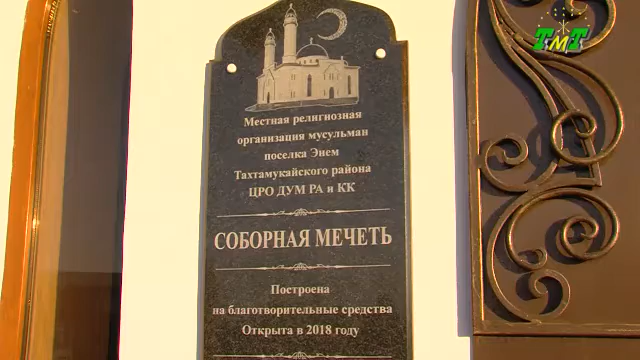 ТМТ
Местная религиозная
организация мусульман
поселка Энем
Тахтамукайского района
ЦРО ДУМ РА и КК
СОБОРНАЯ МЕЧЕТЬ
Построена
на благотворительные средства
Открыта в 2018 году